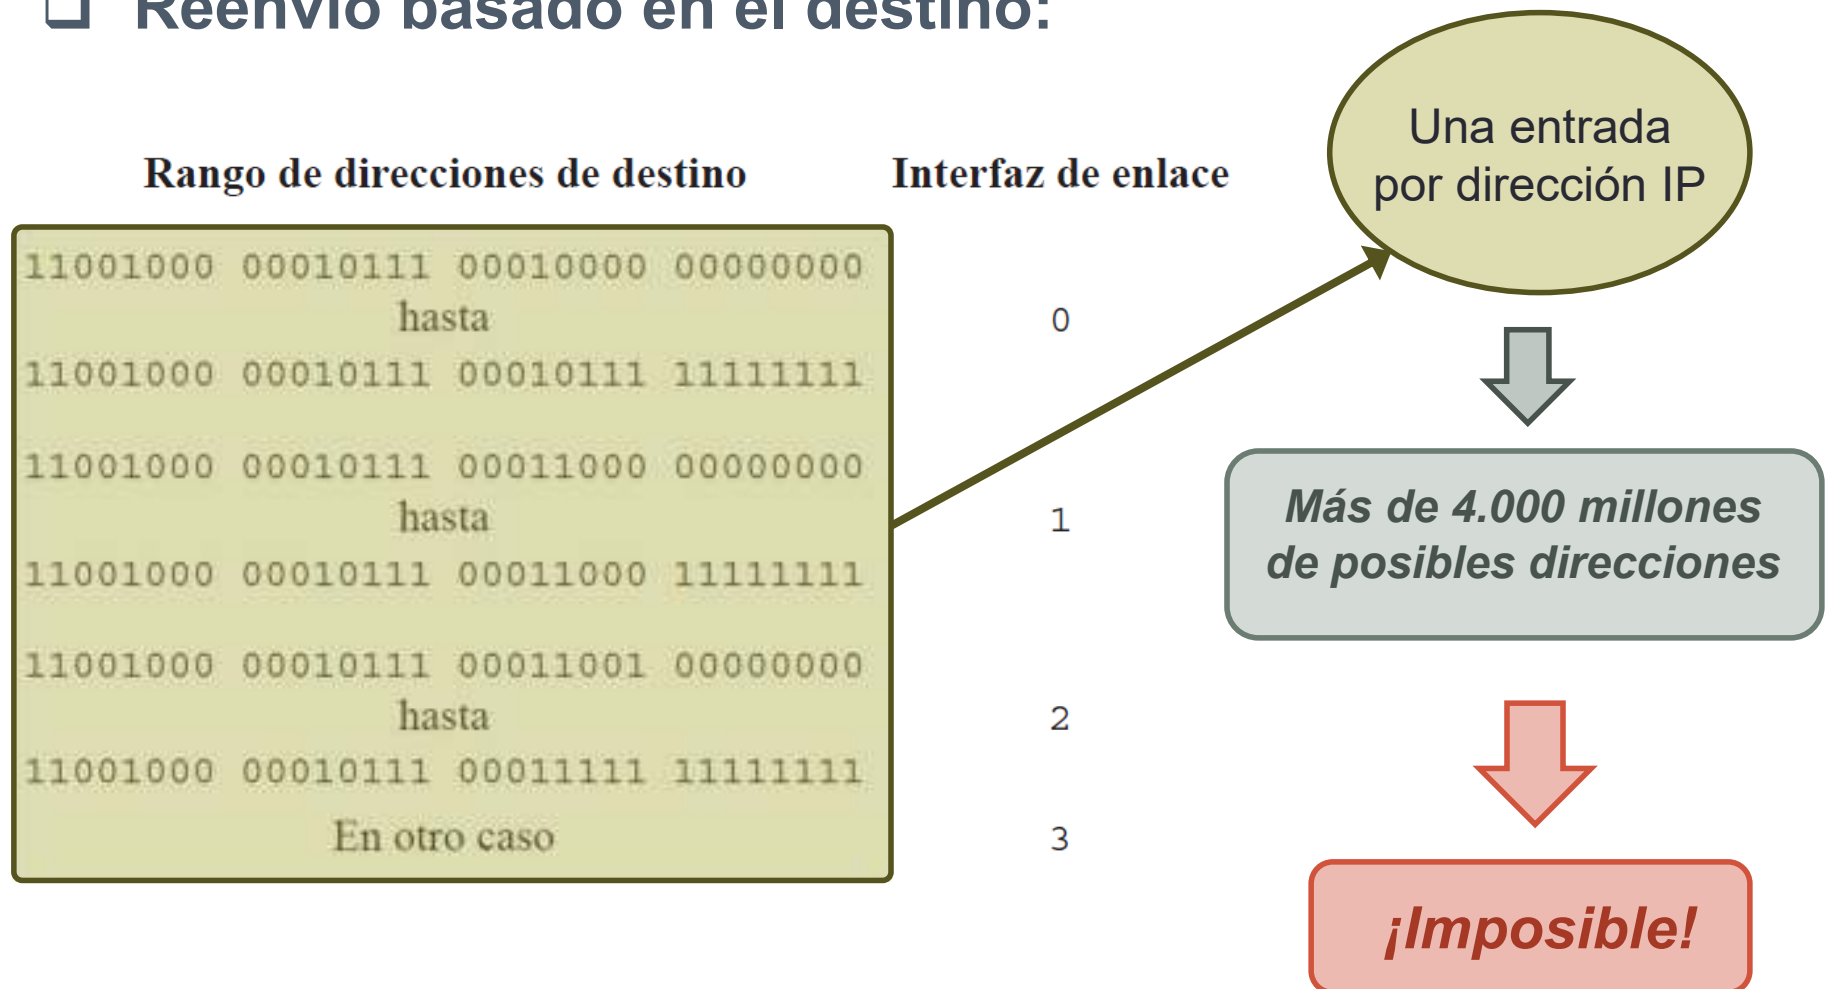 Reenvío basado en el destino:
Rango de direcciones de destino Interfaz de enlace
11001000 00010111 00010000 00000000
hasta 0
11001000 00010111 00010111 11111111
11001000 00010111 00011000 00000000
hasta 1
11001000 00010111 00011000 11111111
11001000 00010111 00011001 00000000
hasta 2
11001000 00010111 00011111 11111111
En otro caso 3
Una entrada
por dirección IP
Más de 4.000 millones
de posibles direcciones
¡Imposible!